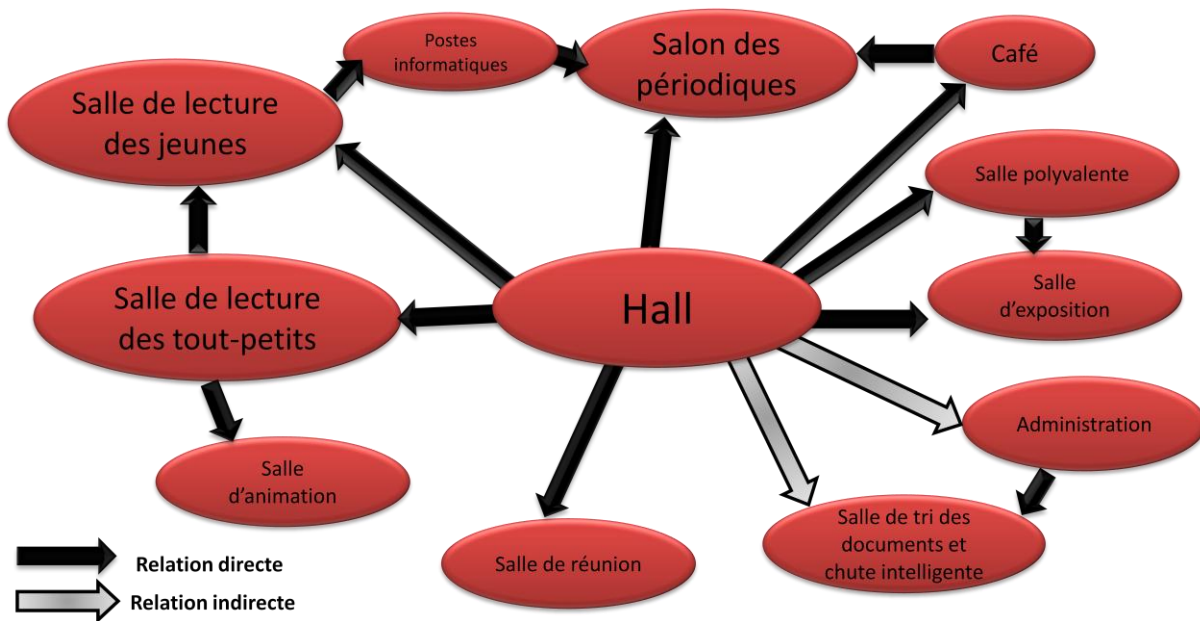 Postes
informatiques
Salon des
périodiques
Café
Salle de lecture
des jeunes
Salle polyvalente
Salle de lecture
des tout-petits
Hall
Salle
d'exposition
Administration
Salle
d'animation
Salle de réunion
Salle de tri des
documents et
chute intelligente
Relation directe
Relation indirecte